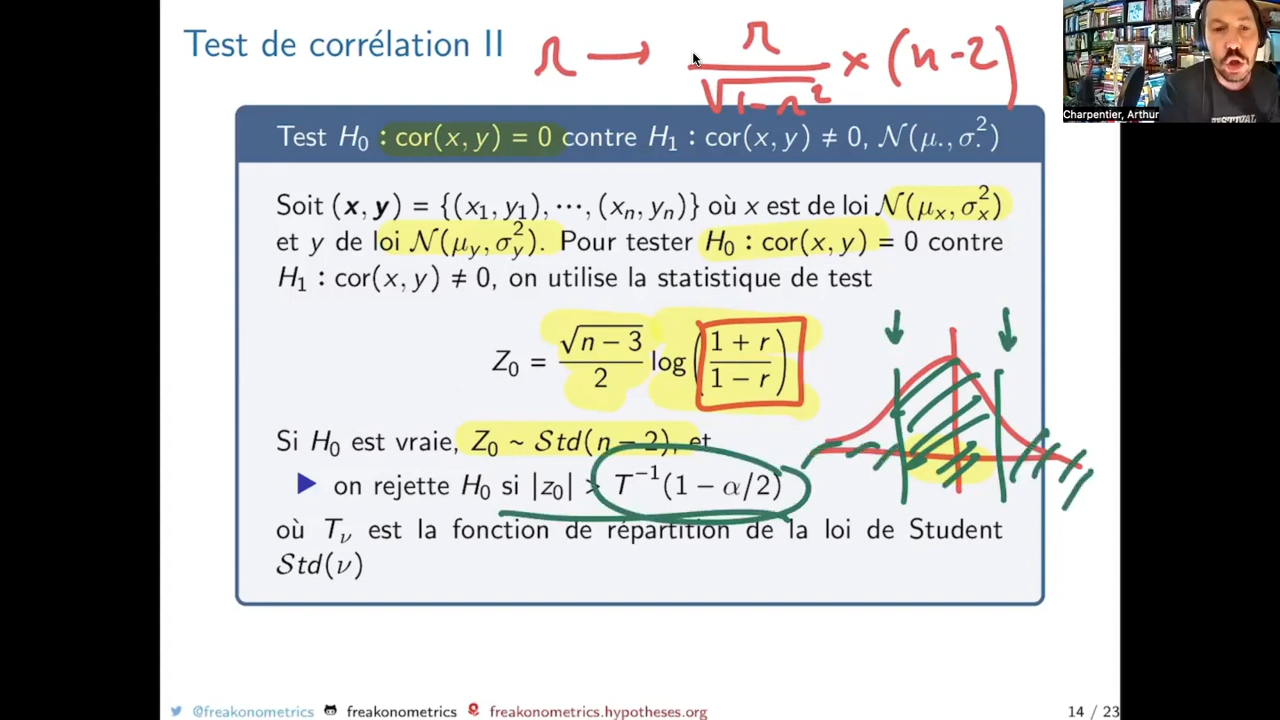 Test de corrélation II
r → r / √(1 - r²) × (n - 2)
Charpentier, Arthur
Test H₀ : cor(x, y) = 0 contre H₁ : cor(x, y) ≠ 0, 𝒩(μ., σ.²)
Soit (x, y) = {(x₁, y₁), ⋯, (xₙ, yₙ)} où x est de loi 𝒩(μₓ, σₓ²)
et y de loi 𝒩(μ_y, σ_y²). Pour tester H₀ : cor(x, y) = 0 contre
H₁ : cor(x, y) ≠ 0, on utilise la statistique de test
Z₀ = √(n − 3) / 2 log((1 + r) / (1 − r))
Si H₀ est vraie, Z₀ ~ Std(n − 2), et
▶ on rejette H₀ si |z₀| > T⁻¹(1 − α/2)
où T_ν est la fonction de répartition de la loi de Student
Std(ν)
@freakonometrics freakonometrics freakonometrics.hypotheses.org
14 / 23